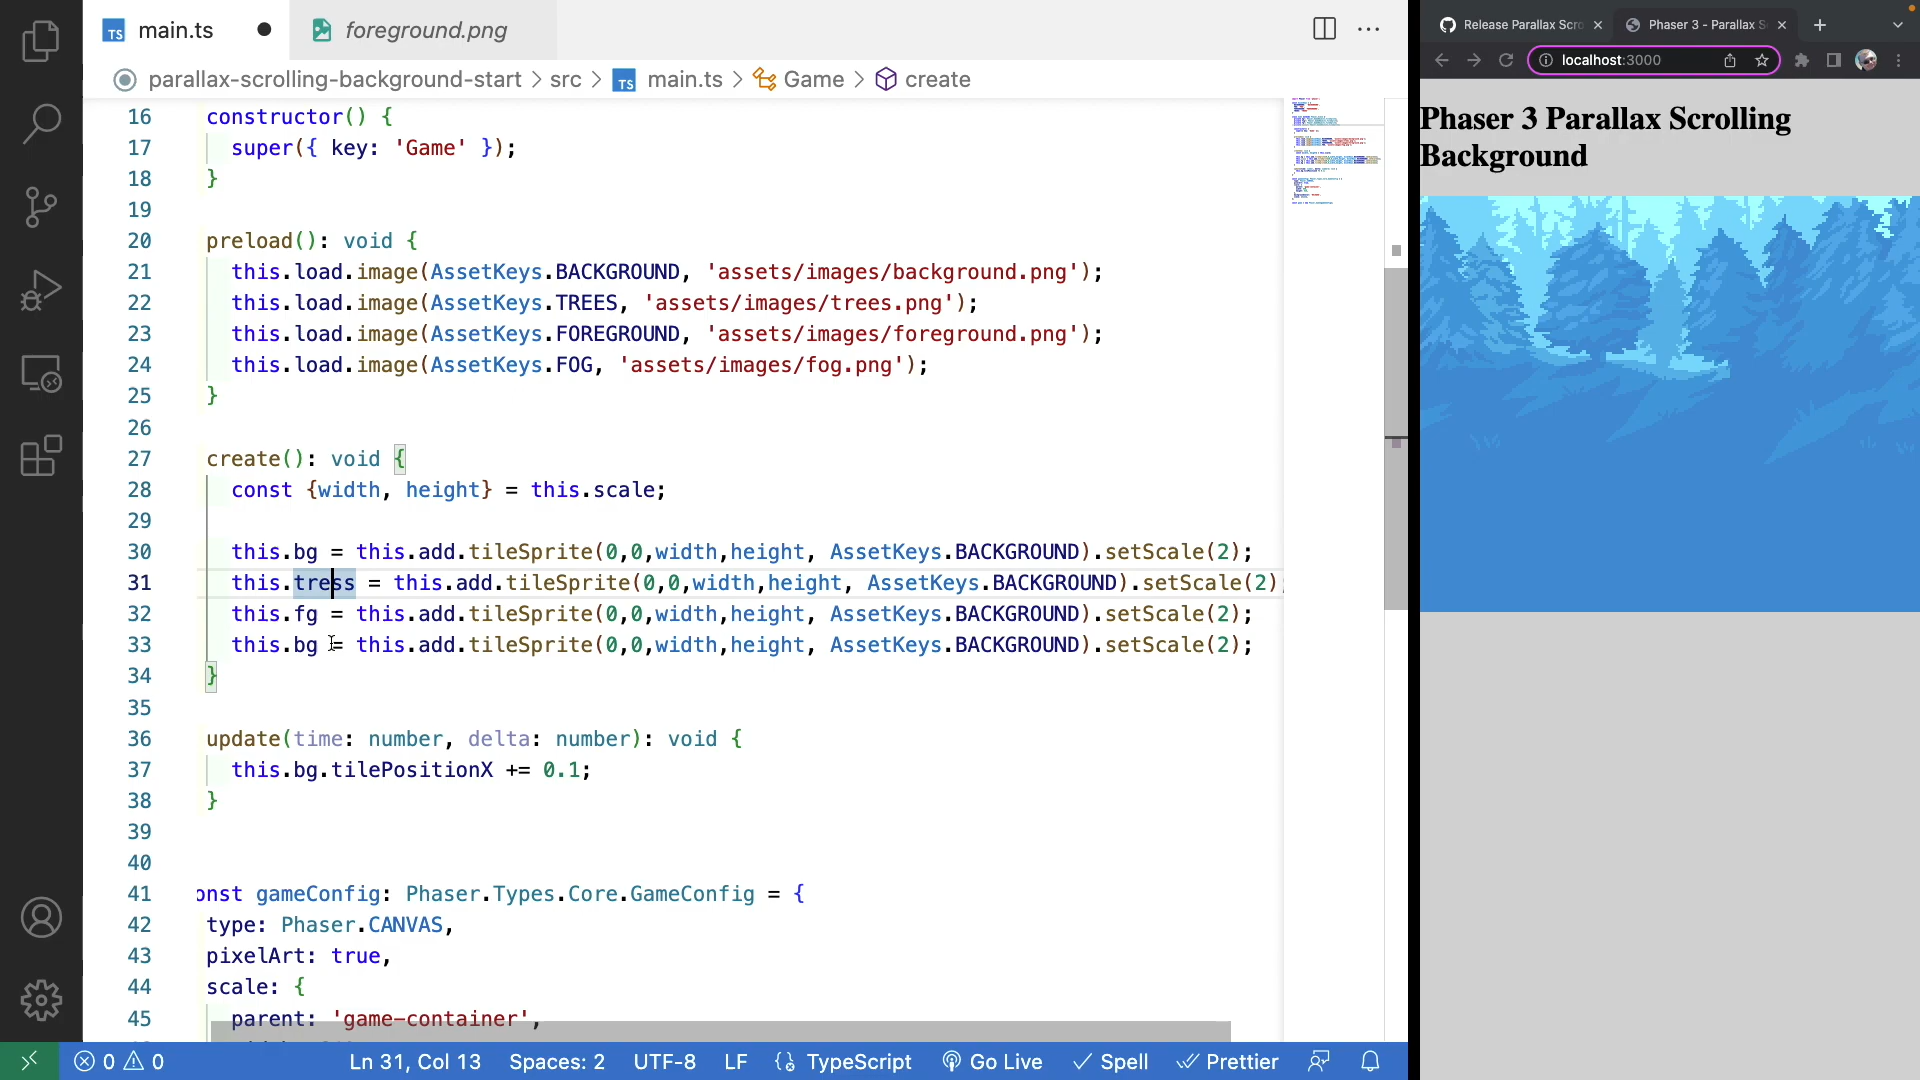 main.ts
foreground.png
parallax-scrolling-background-start > src > main.ts > Game > create
16 constructor() {
17 super({ key: 'Game' });
18 }
19
20 preload(): void {
21 this.load.image(AssetKeys.BACKGROUND, 'assets/images/background.png');
22 this.load.image(AssetKeys.TREES, 'assets/images/trees.png');
23 this.load.image(AssetKeys.FOREGROUND, 'assets/images/foreground.png');
24 this.load.image(AssetKeys.FOG, 'assets/images/fog.png');
25 }
26
27 create(): void {
28 const {width, height} = this.scale;
29
30 this.bg = this.add.tileSprite(0,0,width,height, AssetKeys.BACKGROUND).setScale(2);
31 this.tress = this.add.tileSprite(0,0,width,height, AssetKeys.BACKGROUND).setScale(2);
32 this.fg = this.add.tileSprite(0,0,width,height, AssetKeys.BACKGROUND).setScale(2);
33 this.bg = this.add.tileSprite(0,0,width,height, AssetKeys.BACKGROUND).setScale(2);
34 }
35
36 update(time: number, delta: number): void {
37 this.bg.tilePositionX += 0.1;
38 }
39
40
41 onst gameConfig: Phaser.Types.Core.GameConfig = {
42 type: Phaser.CANVAS,
43 pixelArt: true,
44 scale: {
45 parent: 'game-container',
0 0 Ln 31, Col 13 Spaces: 2 UTF-8 LF TypeScript Go Live Spell Prettier
Release Parallax Scro
Phaser 3 - Parallax S
localhost:3000
Phaser 3 Parallax Scrolling
Background